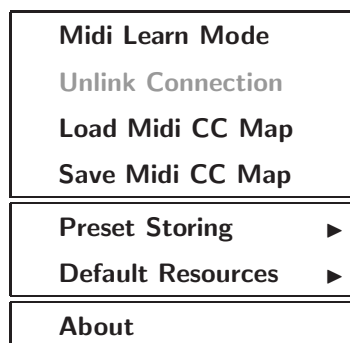 Midi Learn Mode
Unlink Connection
Load Midi CC Map
Save Midi CC Map
Preset Storing ►
Default Resources ►
About